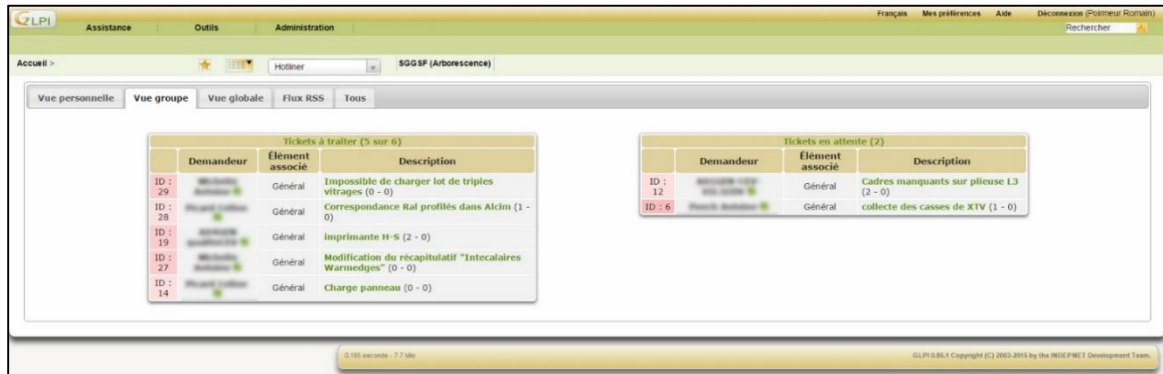 GLPI
Français Mes préférences Aide Déconnexion (Poirmeur Romain)
Assistance Outils Administration Rechercher
Accueil > Hotliner SGGSF (Arborescence)
Vue personnelle Vue groupe Vue globale Flux RSS Tous
Tickets à traiter (5 sur 6)
Demandeur Élément associé Description
ID : 29 Général Impossible de charger lot de triples vitrages (0 - 0)
ID : 28 Général Correspondance Ral profilés dans Alcim (1 - 0)
ID : 19 Général imprimante H-S (2 - 0)
ID : 27 Général Modification du récapitulatif "Intecalaires Warmedges" (0 - 0)
ID : 14 Général Charge panneau (0 - 0)
Tickets en attente (2)
Demandeur Élément associé Description
ID : 12 Général Cadres manquants sur plieuse L3 (2 - 0)
ID : 6 Général collecte des casses de XTV (1 - 0)
0.165 seconde - 7.7 Mio
GLPI 0.85.1 Copyright (C) 2003-2015 by the INDEPNET Development Team.